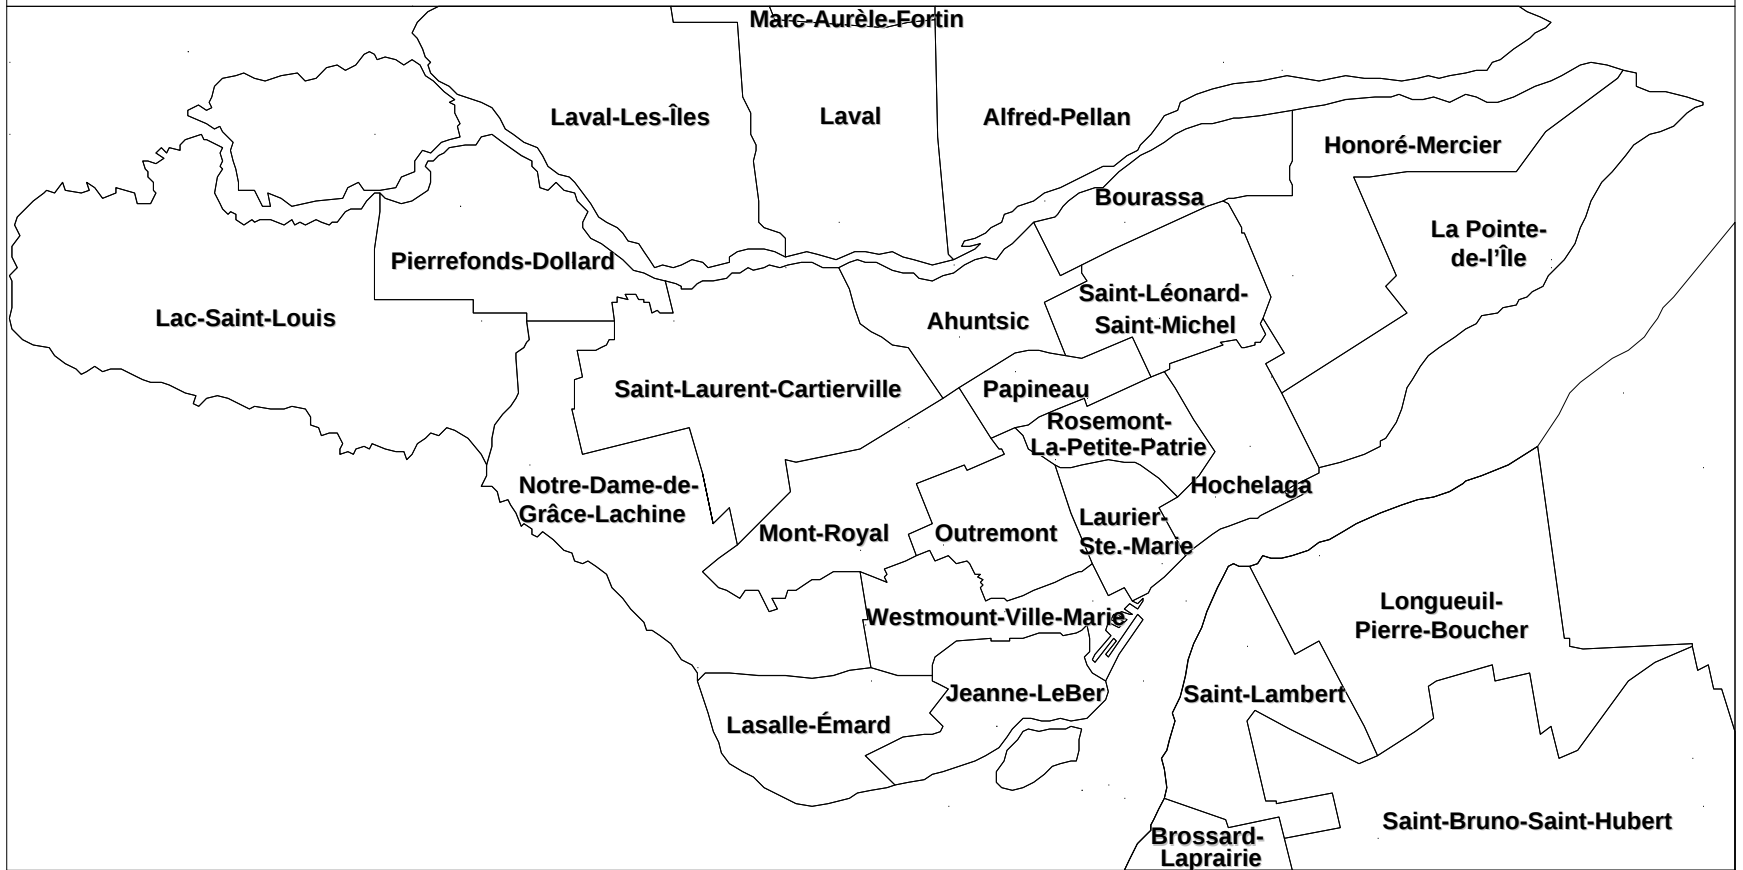 Marc-Aurèle-Fortin
Laval-Les-Îles
Laval
Alfred-Pellan
Honoré-Mercier
Bourassa
La Pointe-
de-l’Île
Pierrefonds-Dollard
Lac-Saint-Louis
Ahuntsic
Saint-Léonard-
Saint-Michel
Saint-Laurent-Cartierville
Papineau
Rosemont-
La-Petite-Patrie
Notre-Dame-de-
Grâce-Lachine
Hochelaga
Mont-Royal
Outremont
Laurier-
Ste.-Marie
Westmount-Ville-Marie
Longueuil-
Pierre-Boucher
Jeanne-LeBer
Saint-Lambert
Lasalle-Émard
Saint-Bruno-Saint-Hubert
Brossard-
Laprairie